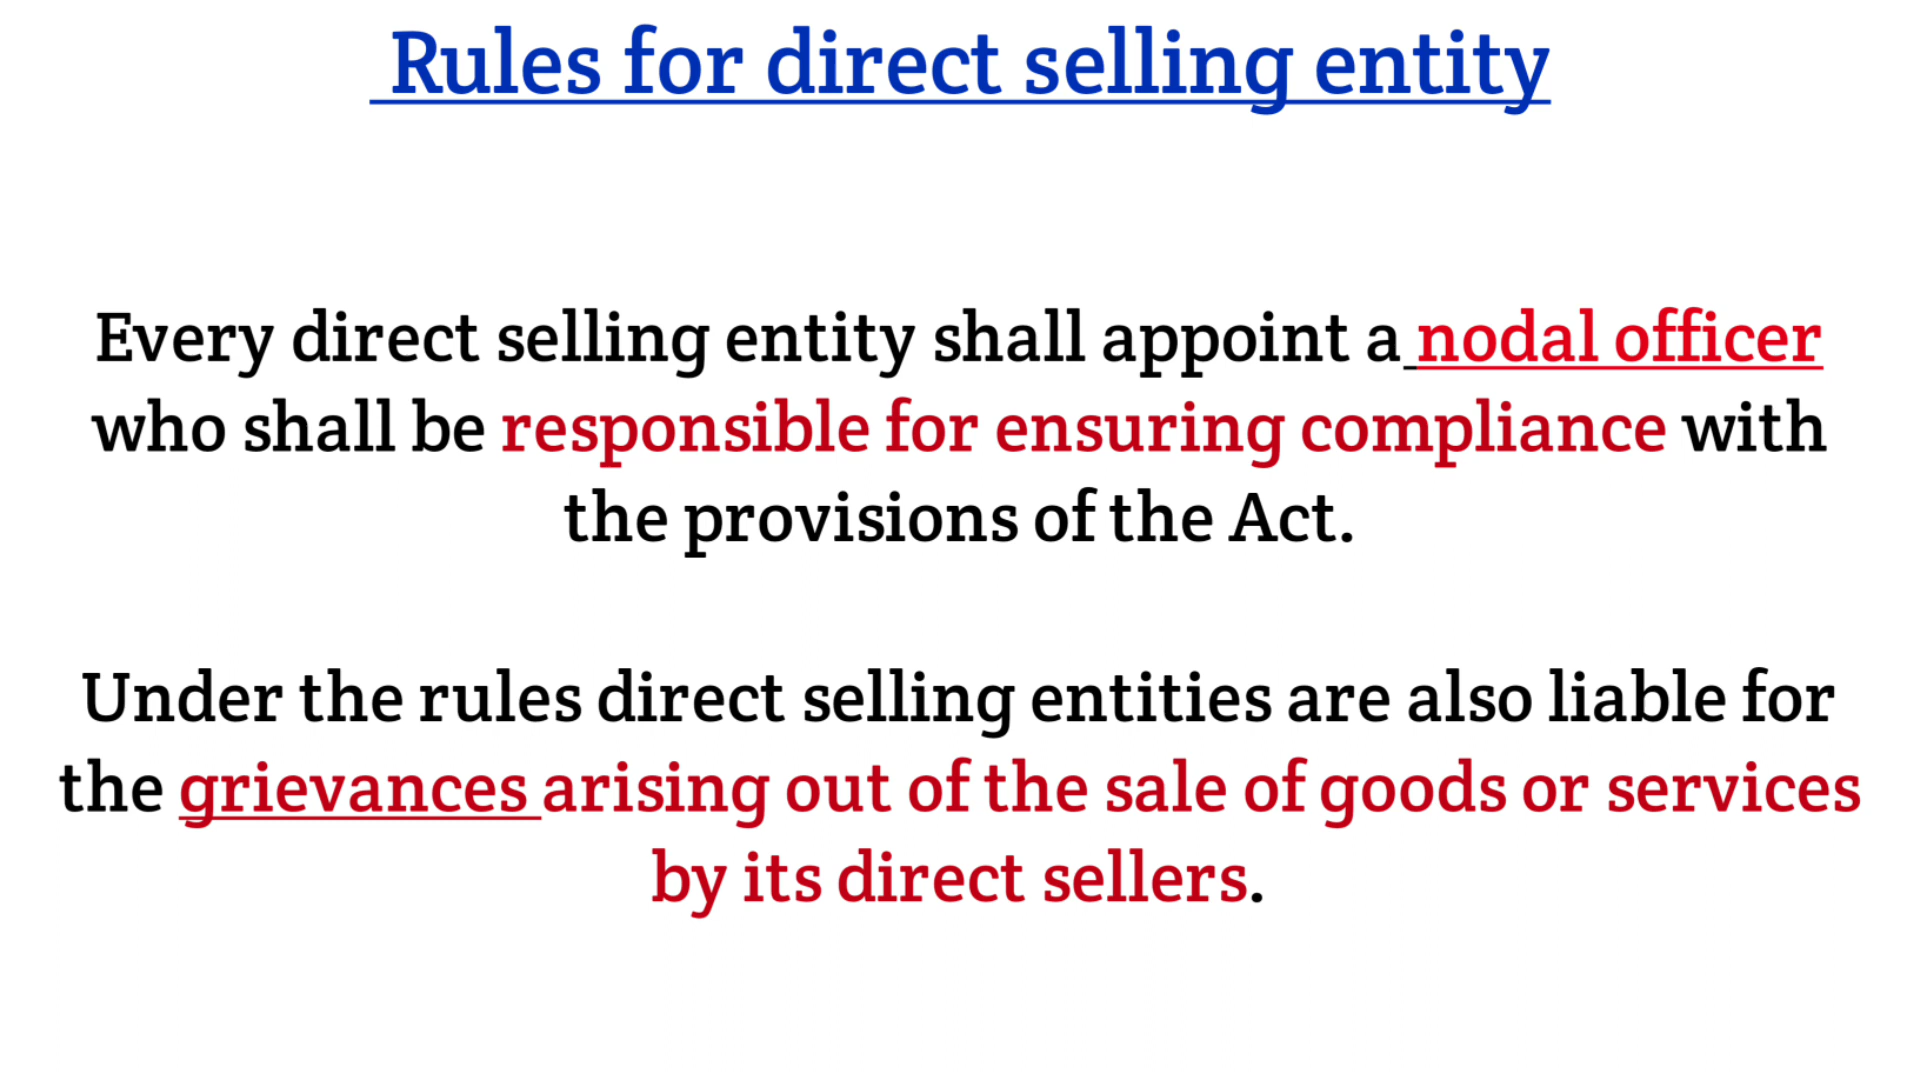 Rules for direct selling entity
Every direct selling entity shall appoint a nodal officer
who shall be responsible for ensuring compliance with
the provisions of the Act.
Under the rules direct selling entities are also liable for
the grievances arising out of the sale of goods or services
by its direct sellers.